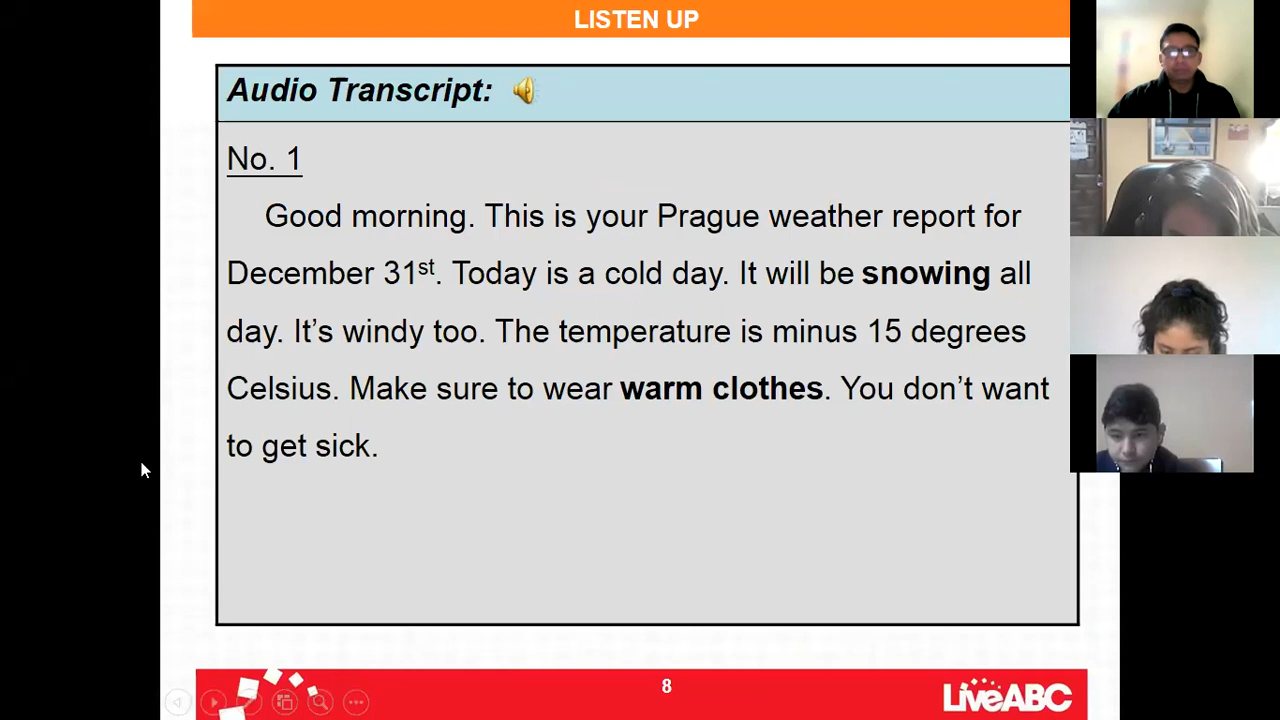 LISTEN UP
Audio Transcript:
No. 1
Good morning. This is your Prague weather report for
December 31st. Today is a cold day. It will be snowing all
day. It’s windy too. The temperature is minus 15 degrees
Celsius. Make sure to wear warm clothes. You don’t want
to get sick.
8
LiveABC